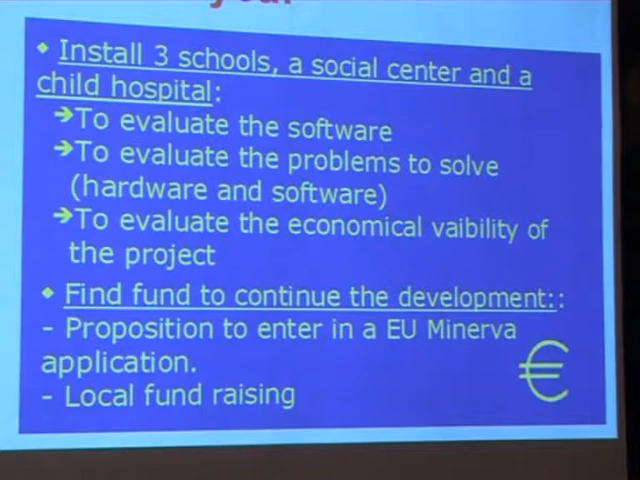 ◆ Install 3 schools, a social center and a
child hospital:
➔To evaluate the software
➔To evaluate the problems to solve
(hardware and software)
➔To evaluate the economical vaibility of
the project
◆ Find fund to continue the development::
- Proposition to enter in a EU Minerva
application.
- Local fund raising
€